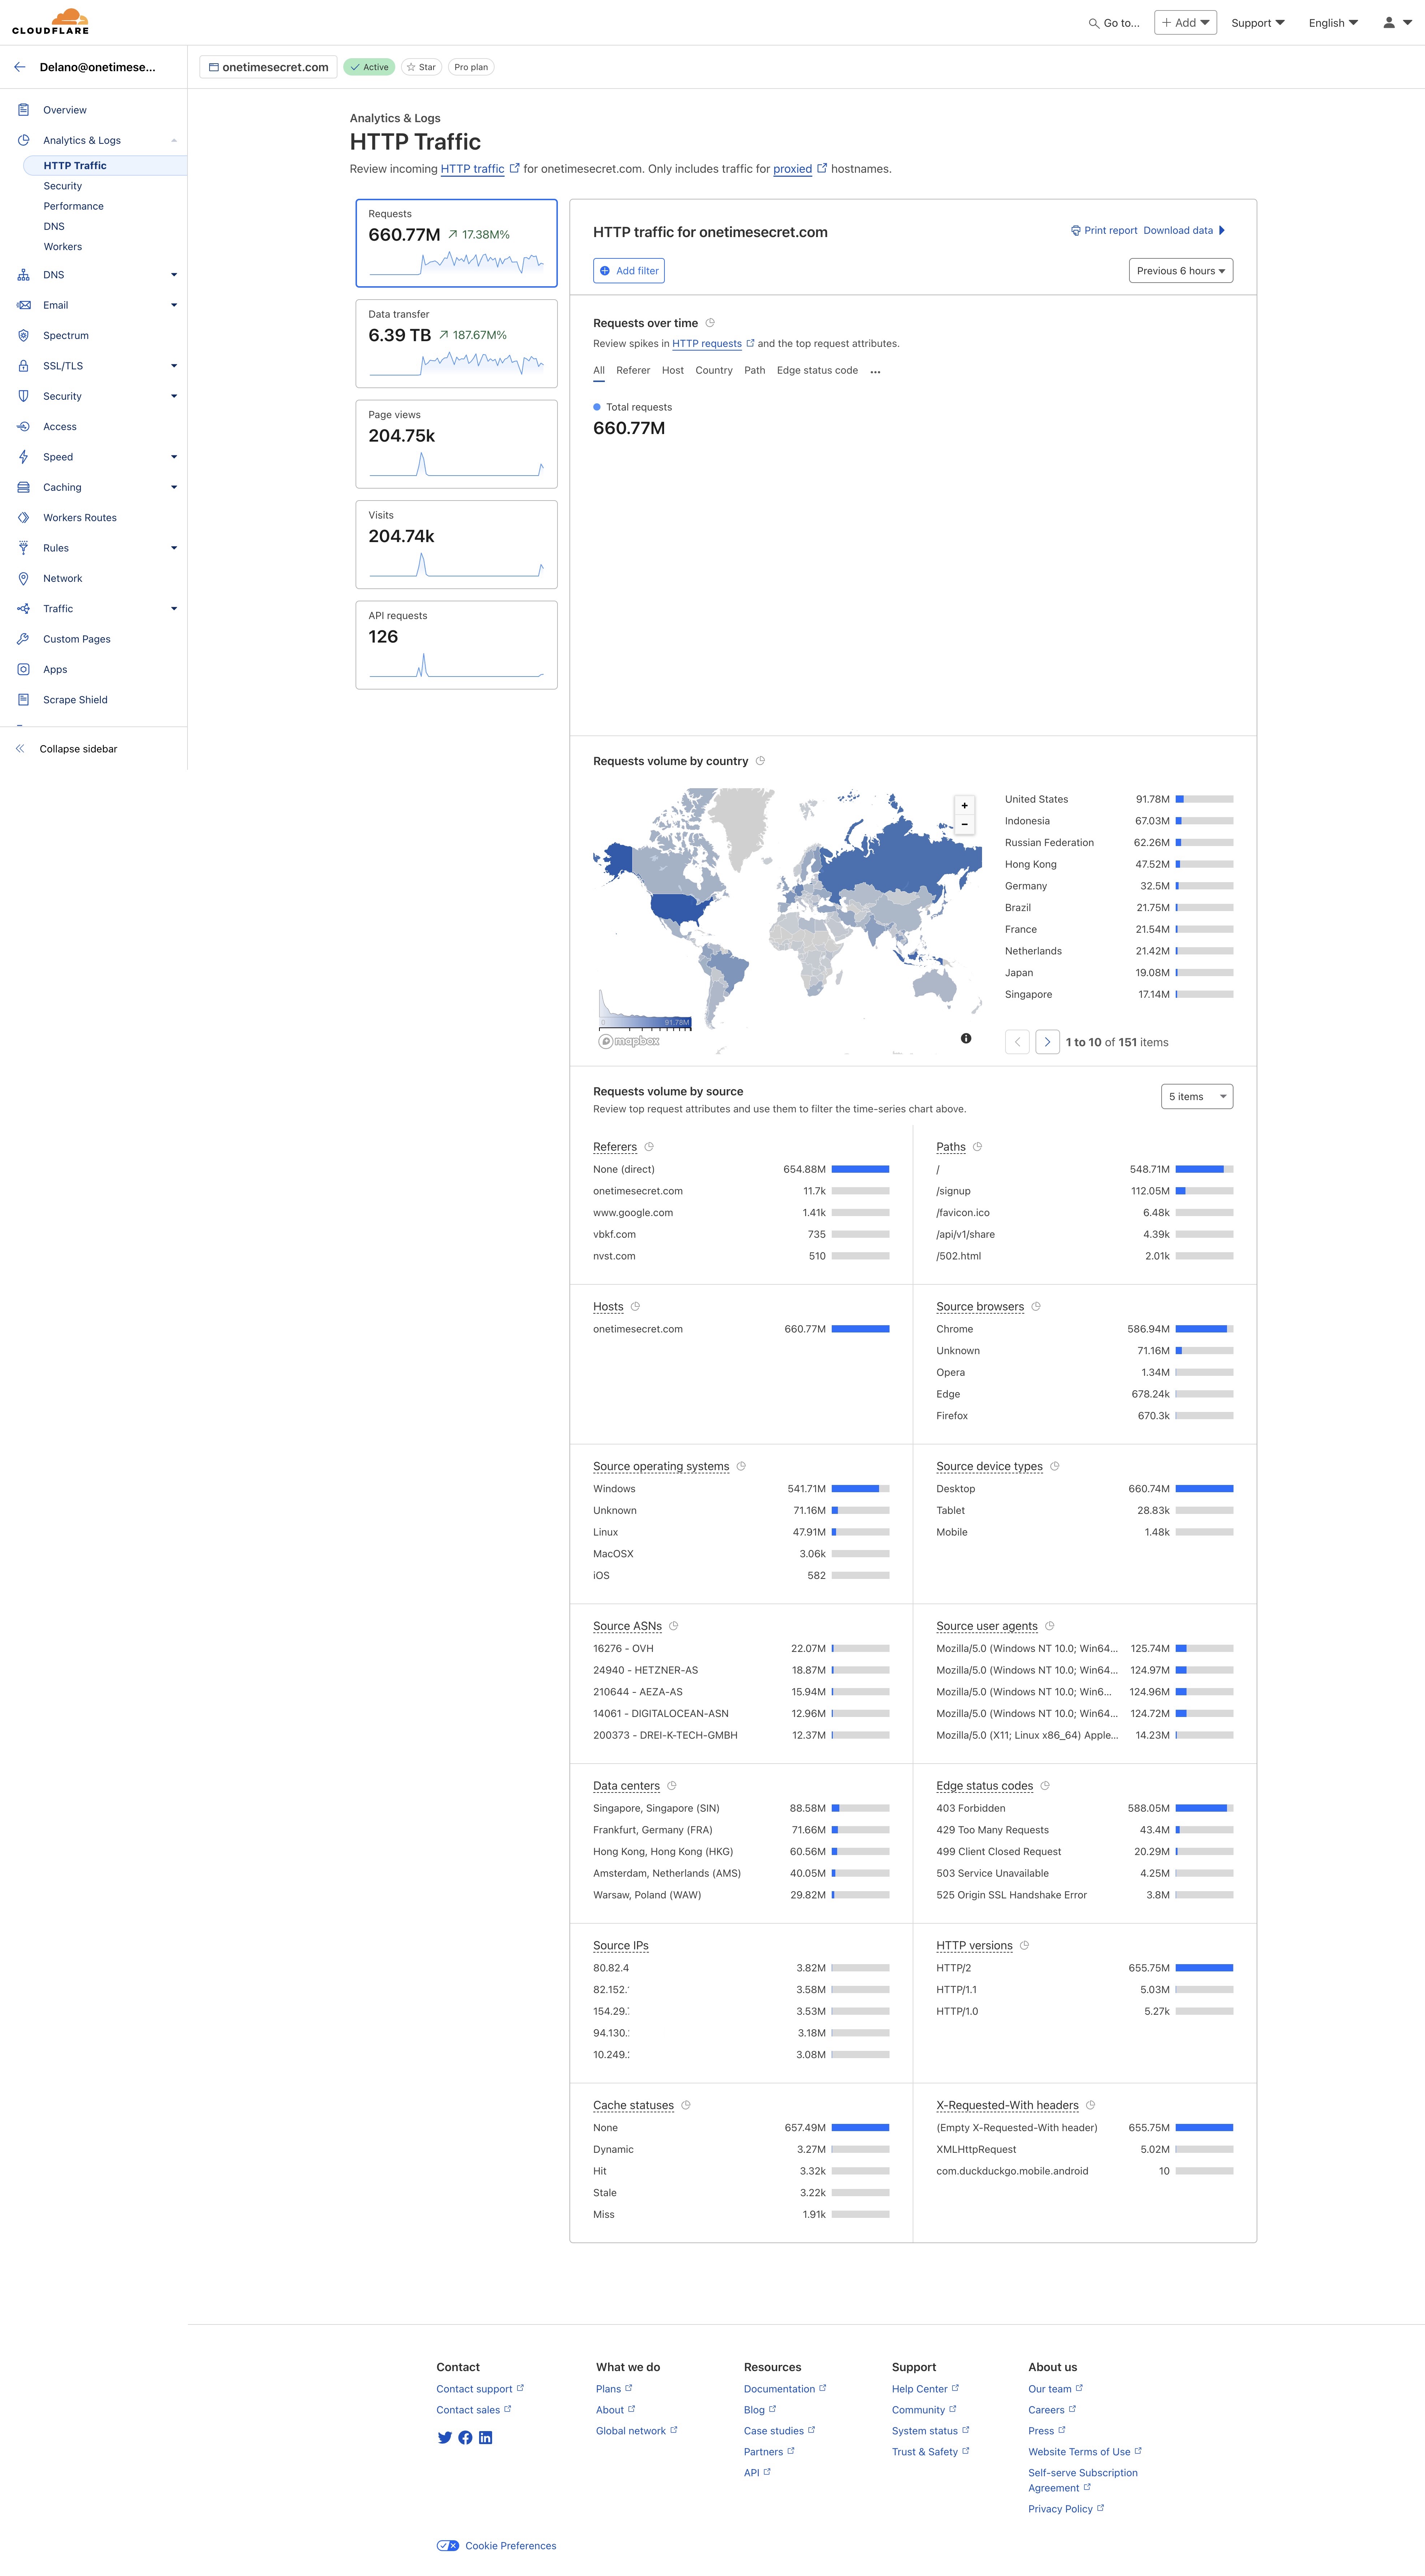 CLOUDFLARE
Go to...
+ Add
Support
English
Delano@onetimese...
onetimesecret.com
Active
Star
Pro plan
Overview
Analytics & Logs
HTTP Traffic
Security
Performance
DNS
Workers
DNS
Email
Spectrum
SSL/TLS
Security
Access
Speed
Caching
Workers Routes
Rules
Network
Traffic
Custom Pages
Apps
Scrape Shield
Collapse sidebar
Analytics & Logs
HTTP Traffic
Review incoming HTTP traffic for onetimesecret.com. Only includes traffic for proxied hostnames.
Requests
660.77M 17.38M%
Data transfer
6.39 TB 187.67M%
Page views
204.75k
Visits
204.74k
API requests
126
HTTP traffic for onetimesecret.com
Print report Download data
Add filter
Previous 6 hours
Requests over time
Review spikes in HTTP requests and the top request attributes.
All Referer Host Country Path Edge status code ...
Total requests
660.77M
Requests volume by country
+
−
0 91.78M
mapbox
United States 91.78M
Indonesia 67.03M
Russian Federation 62.26M
Hong Kong 47.52M
Germany 32.5M
Brazil 21.75M
France 21.54M
Netherlands 21.42M
Japan 19.08M
Singapore 17.14M
1 to 10 of 151 items
Requests volume by source
Review top request attributes and use them to filter the time-series chart above.
5 items
Referers
None (direct) 654.88M
onetimesecret.com 11.7k
www.google.com 1.41k
vbkf.com 735
nvst.com 510
Paths
/ 548.71M
/signup 112.05M
/favicon.ico 6.48k
/api/v1/share 4.39k
/502.html 2.01k
Hosts
onetimesecret.com 660.77M
Source browsers
Chrome 586.94M
Unknown 71.16M
Opera 1.34M
Edge 678.24k
Firefox 670.3k
Source operating systems
Windows 541.71M
Unknown 71.16M
Linux 47.91M
MacOSX 3.06k
iOS 582
Source device types
Desktop 660.74M
Tablet 28.83k
Mobile 1.48k
Source ASNs
16276 - OVH 22.07M
24940 - HETZNER-AS 18.87M
210644 - AEZA-AS 15.94M
14061 - DIGITALOCEAN-ASN 12.96M
200373 - DREI-K-TECH-GMBH 12.37M
Source user agents
Mozilla/5.0 (Windows NT 10.0; Win64... 125.74M
Mozilla/5.0 (Windows NT 10.0; Win64... 124.97M
Mozilla/5.0 (Windows NT 10.0; Win6... 124.96M
Mozilla/5.0 (Windows NT 10.0; Win64... 124.72M
Mozilla/5.0 (X11; Linux x86_64) Apple... 14.23M
Data centers
Singapore, Singapore (SIN) 88.58M
Frankfurt, Germany (FRA) 71.66M
Hong Kong, Hong Kong (HKG) 60.56M
Amsterdam, Netherlands (AMS) 40.05M
Warsaw, Poland (WAW) 29.82M
Edge status codes
403 Forbidden 588.05M
429 Too Many Requests 43.4M
499 Client Closed Request 20.29M
503 Service Unavailable 4.25M
525 Origin SSL Handshake Error 3.8M
Source IPs
80.82.4 3.82M
82.152. 3.58M
154.29. 3.53M
94.130. 3.18M
10.249. 3.08M
HTTP versions
HTTP/2 655.75M
HTTP/1.1 5.03M
HTTP/1.0 5.27k
Cache statuses
None 657.49M
Dynamic 3.27M
Hit 3.32k
Stale 3.22k
Miss 1.91k
X-Requested-With headers
(Empty X-Requested-With header) 655.75M
XMLHttpRequest 5.02M
com.duckduckgo.mobile.android 10
Contact
Contact support
Contact sales
What we do
Plans
About
Global network
Resources
Documentation
Blog
Case studies
Partners
API
Support
Help Center
Community
System status
Trust & Safety
About us
Our team
Careers
Press
Website Terms of Use
Self-serve Subscription
Agreement
Privacy Policy
Cookie Preferences